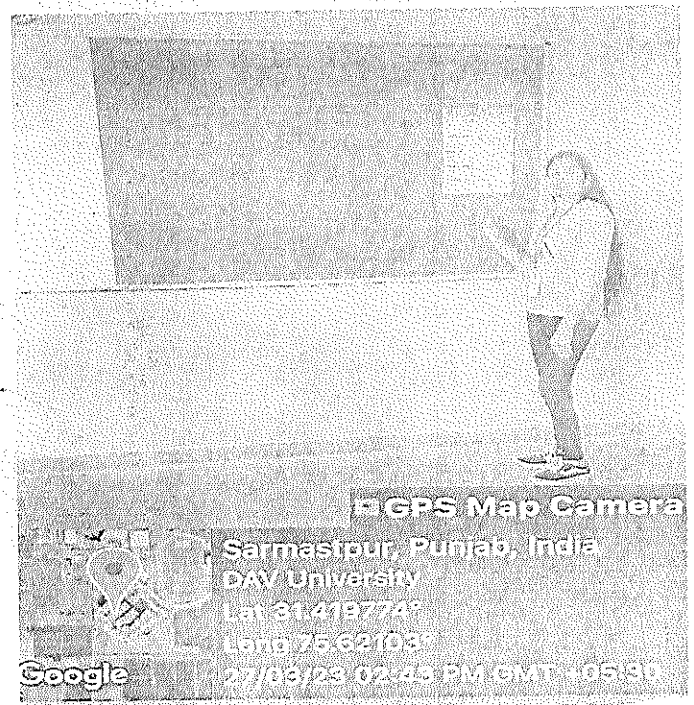 GPS Map Camera
Sarmastpur, Punjab, India
DAV University
Lat 31.419774°
Long 75.62103°
27/03/23 02:43 PM GMT +05:30
Google